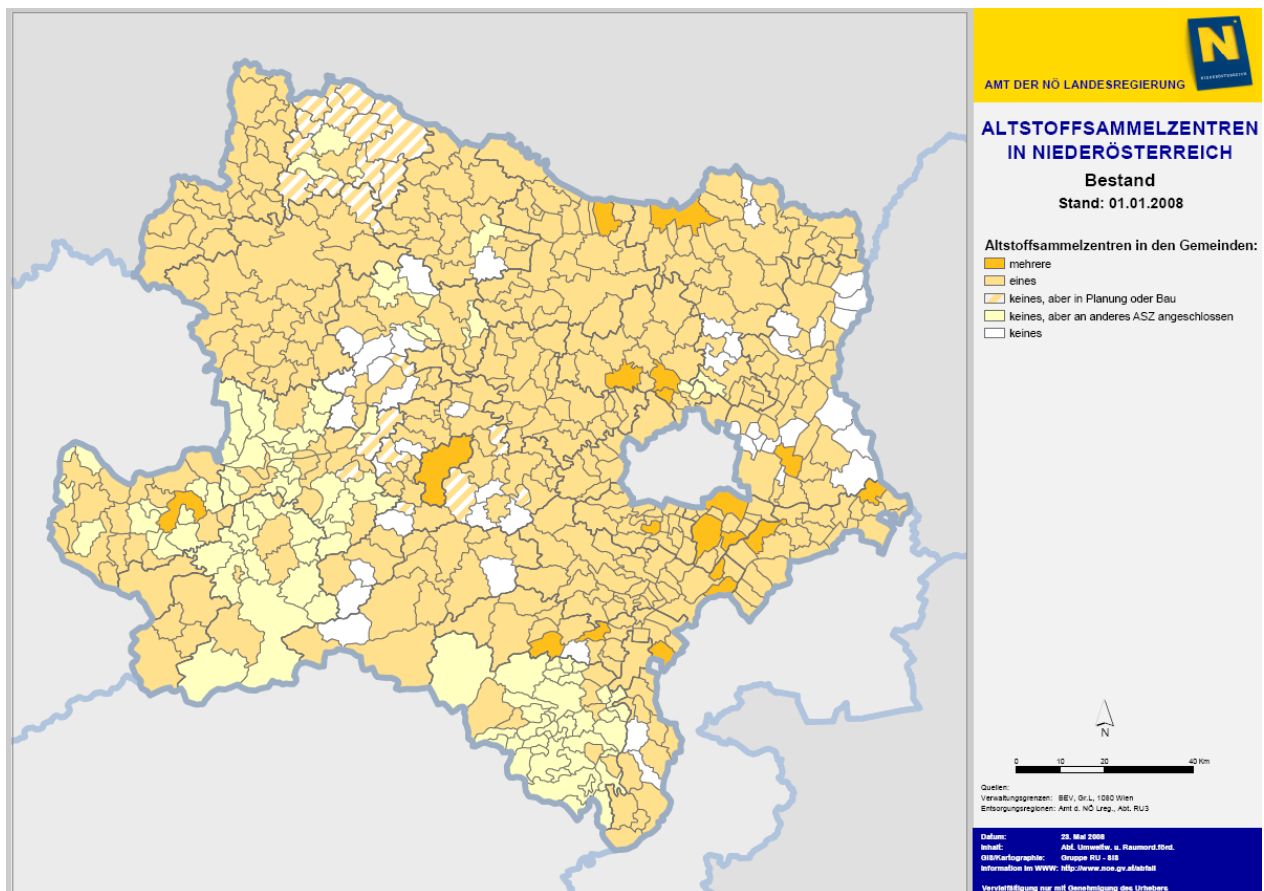 N
NIEDERÖSTERREICH
AMT DER NÖ LANDESREGIERUNG
ALTSTOFFSAMMELZENTREN
IN NIEDERÖSTERREICH
Bestand
Stand: 01.01.2008
Altstoffsammelzentren in den Gemeinden:
mehrere
eines
keines, aber in Planung oder Bau
keines, aber an anderes ASZ angeschlossen
keines
N
0 10 20 40 Km
Quellen:
Verwaltungsgrenzen: BEV, Gr.L, 1080 Wien
Entsorgungsregionen: Amt d. NÖ Lreg., Abt. RU3
Datum: 23. Mai 2008
Inhalt: Abt. Umweltw. u. Raumord.förd.
GIS/Kartographie: Gruppe RU - SIS
Information im WWW: http://www.noe.gv.at/abfall
Vervielfältigung nur mit Genehmigung des Urhebers